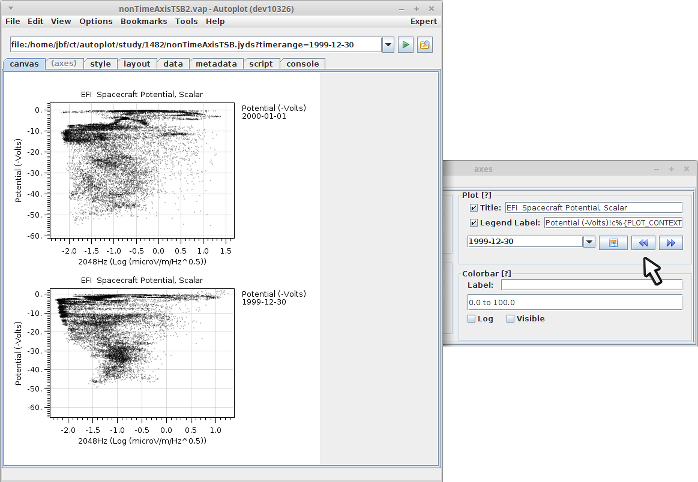 nonTimeAxisTSB2.vap - Autoplot (dev10326)
File Edit View Options Bookmarks Tools Help Expert
file:/home/jbf/ct/autoplot/study/1482/nonTimeAxisTSB.jyds?timerange=1999-12-30
canvas (axes) style layout data metadata script console
EFI Spacecraft Potential, Scalar
Potential (-Volts)
2000-01-01
0.
-10.
-20.
-30.
-40.
-50.
-60.
Potential (-Volts)
-2.0 -1.5 -1.0 -0.5 0.0 0.5 1.0 1.5
2048Hz (Log (microV/m/Hz^0.5))
EFI Spacecraft Potential, Scalar
Potential (-Volts)
1999-12-30
0.
-10.
-20.
-30.
-40.
-50.
-60.
Potential (-Volts)
-2.0 -1.5 -1.0 -0.5 0.0 0.5 1.0
2048Hz (Log (microV/m/Hz^0.5))
axes
Plot [?]
Title: EFI Spacecraft Potential, Scalar
Legend Label: Potential (-Volts)!c%{PLOT_CONTEXT
1999-12-30
Colorbar [?]
Label:
0.0 to 100.0
Log Visible